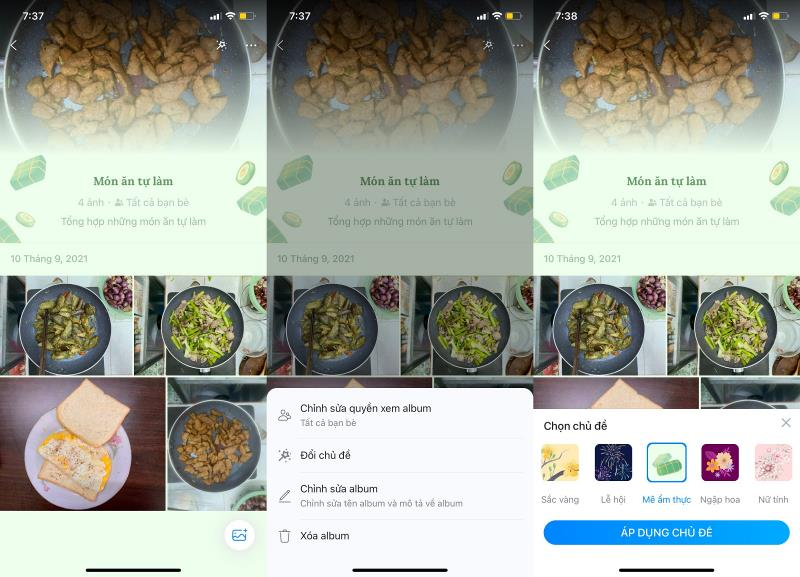 7:37
Món ăn tự làm
4 ảnh · Tất cả bạn bè
Tổng hợp những món ăn tự làm
10 Tháng 9, 2021
7:37
Món ăn tự làm
4 ảnh · Tất cả bạn bè
Tổng hợp những món ăn tự làm
10 Tháng 9, 2021
Chỉnh sửa quyền xem album
Tất cả bạn bè
Đổi chủ đề
Chỉnh sửa album
Chỉnh sửa tên album và mô tả về album
Xóa album
7:38
Món ăn tự làm
4 ảnh · Tất cả bạn bè
Tổng hợp những món ăn tự làm
10 Tháng 9, 2021
Chọn chủ đề
Sắc vàng
Lễ hội
Mê ẩm thực
Ngập hoa
Nữ tính
ÁP DỤNG CHỦ ĐỀ